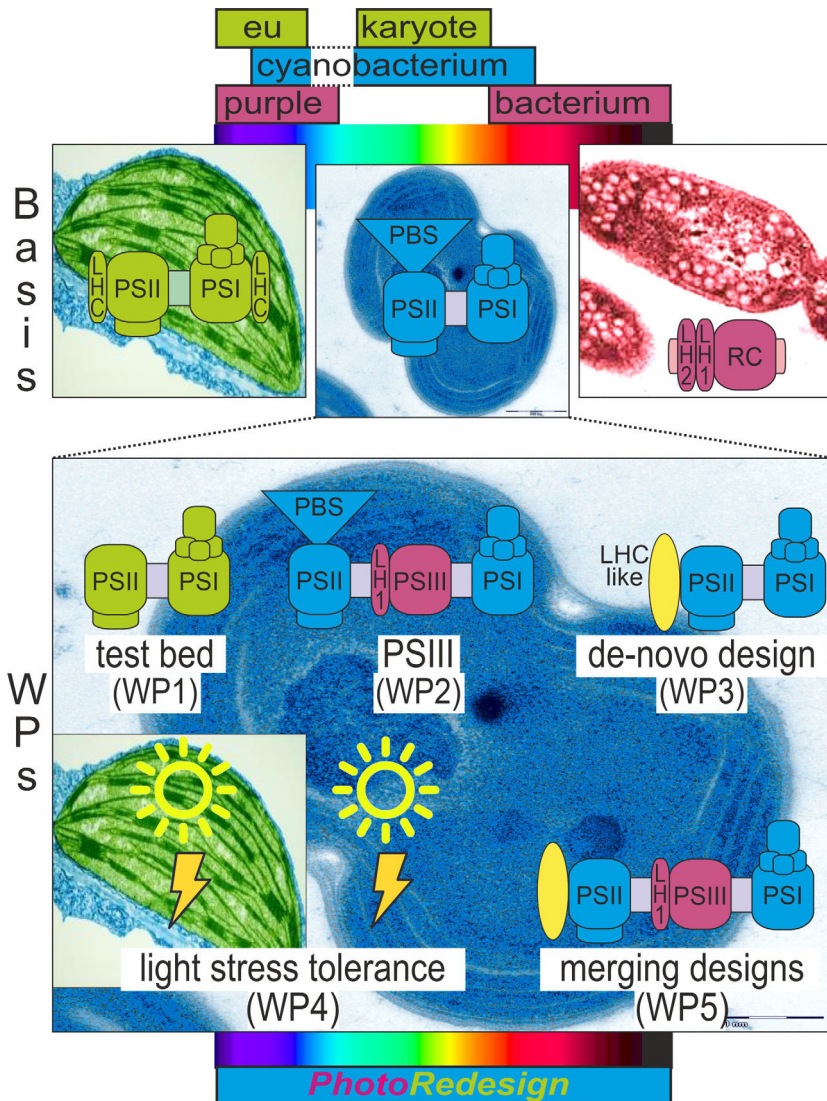 eu karyote
cyanobacterium
purple bacterium
Basis
LHC PSII PSI LHC
PBS
PSII PSI
LH2 LH1 RC
WPs
PSII PSI
PBS
PSII LH1 PSIII PSI
LHC
like
PSII PSI
test bed
(WP1)
PSIII
(WP2)
de-novo design
(WP3)
PSII LH1 PSIII PSI
light stress tolerance
(WP4)
merging designs
(WP5)
PhotoRedesign